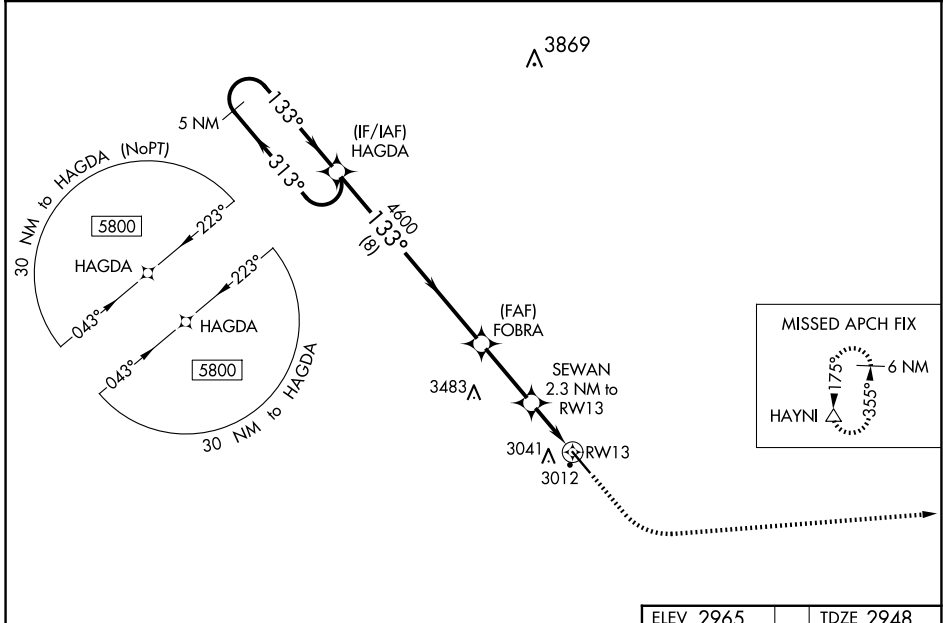 3869
5 NM
133°
313°
(IF/IAF)
HAGDA
30 NM to HAGDA (NoPT)
5800
HAGDA
223°
043°
4600
133°
(8)
223°
HAGDA
043°
5800
30 NM to HAGDA
(FAF)
FOBRA
3483
SEWAN
2.3 NM to
RW13
3041
RW13
3012
MISSED APCH FIX
175°
355°
6 NM
HAYNI
ELEV 2965
TDZE 2948